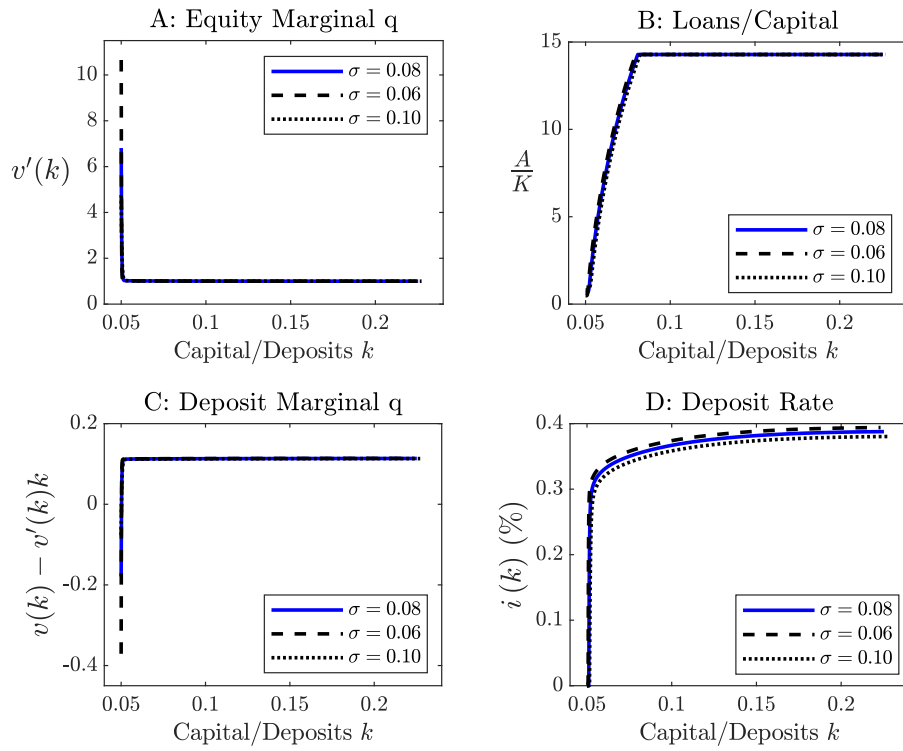 A: Equity Marginal q
v′(k)
10
8
6
4
2
0
0.05
0.1
0.15
0.2
Capital/Deposits k
σ = 0.08
σ = 0.06
σ = 0.10
B: Loans/Capital
A/K
15
10
5
0
0.05
0.1
0.15
0.2
Capital/Deposits k
σ = 0.08
σ = 0.06
σ = 0.10
C: Deposit Marginal q
v(k) − v′(k)k
0.2
0
-0.2
-0.4
0.05
0.1
0.15
0.2
Capital/Deposits k
σ = 0.08
σ = 0.06
σ = 0.10
D: Deposit Rate
i (k) (%)
0.4
0.3
0.2
0.1
0
0.05
0.1
0.15
0.2
Capital/Deposits k
σ = 0.08
σ = 0.06
σ = 0.10